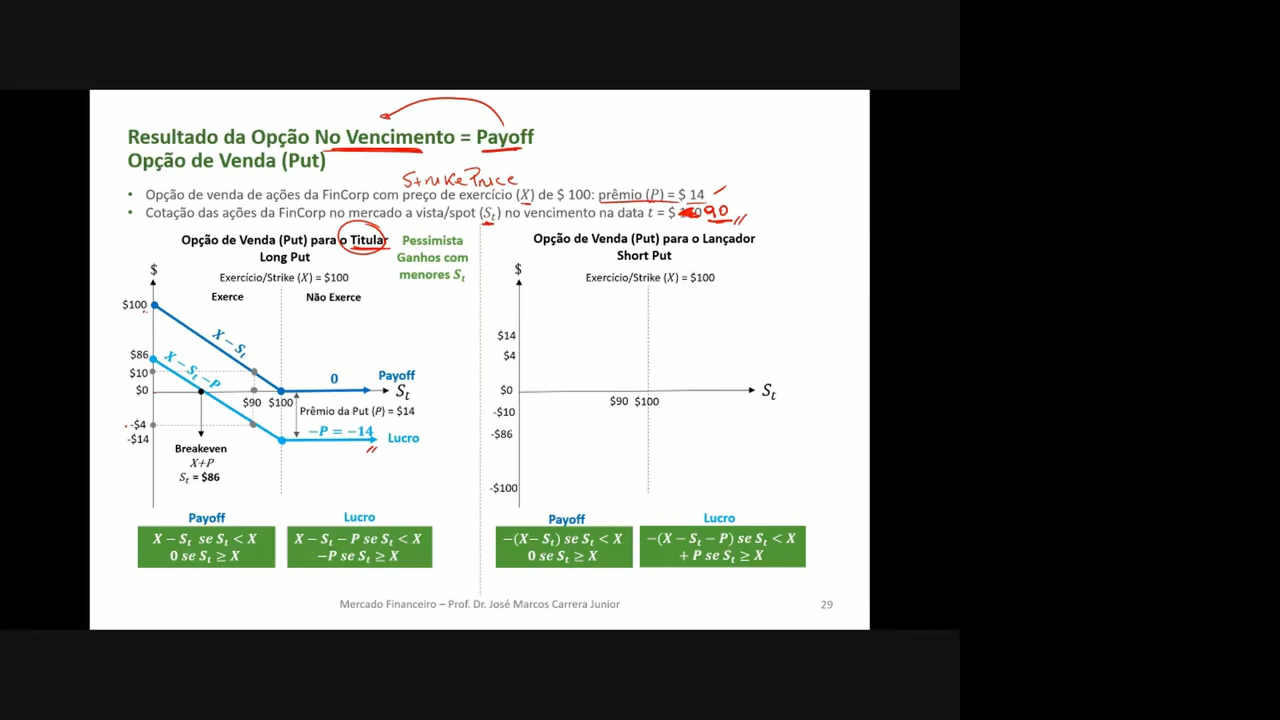 Resultado da Opção No Vencimento = Payoff
Opção de Venda (Put)
Strike Price
• Opção de venda de ações da FinCorp com preço de exercício (X) de $ 100: prêmio (P) = $ 14
• Cotação das ações da FinCorp no mercado a vista/spot (St) no vencimento na data t = $ 90
Opção de Venda (Put) para o Titular
Long Put
Pessimista
Ganhos com
menores St
Exercício/Strike (X) = $100
Exerce
Não Exerce
$
$100
$86
$10
$0
-$4
-$14
X – St
X – St – P
0
Payoff
St
$90
$100
Prêmio da Put (P) = $14
–P = –14
Lucro
Breakeven
X+P
St = $86
Payoff
X – St se St < X
0 se St ≥ X
Lucro
X – St – P se St < X
–P se St ≥ X
Opção de Venda (Put) para o Lançador
Short Put
Exercício/Strike (X) = $100
$
$14
$4
$0
-$10
-$86
-$100
$90
$100
St
Payoff
–(X– St) se St < X
0 se St ≥ X
Lucro
–(X – St – P) se St < X
+ P se St ≥ X
Mercado Financeiro – Prof. Dr. José Marcos Carrera Junior
29